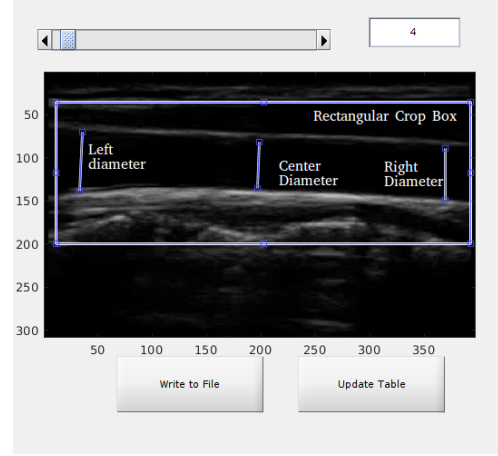 4
Rectangular Crop Box
Left
diameter
Center
Diameter
Right
Diameter
50
100
150
200
250
300
50 100 150 200 250 300 350
Write to File Update Table